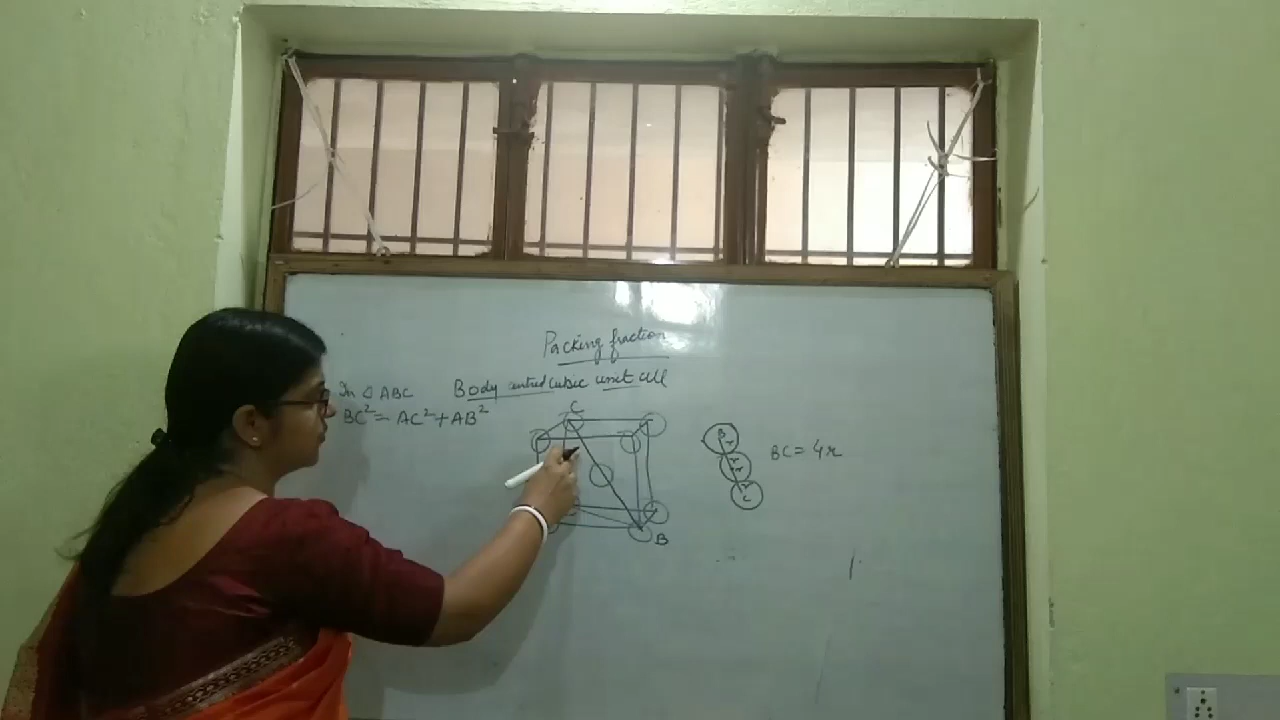 Packing fraction
Body centred cubic unit cell
In △ ABC
BC² = AC² + AB²
C
B
B
r
r
r
r
C
BC = 4r